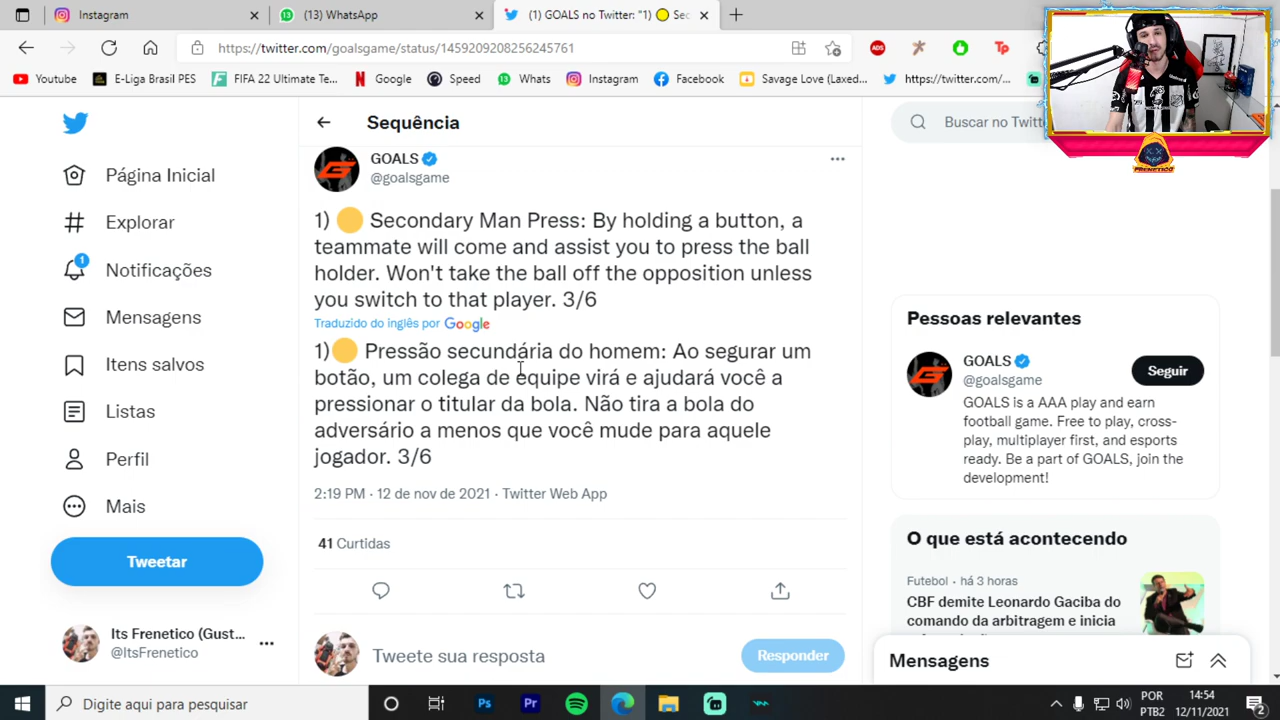 Instagram
(13) WhatsApp
(1) GOALS no Twitter: "1) 🟡 Sec
https://twitter.com/goalsgame/status/1459209208256245761
ADS
Tp
Youtube
E-Liga Brasil PES
FIFA 22 Ultimate Te...
Google
Speed
Whats
Instagram
Facebook
Savage Love (Laxed...
https://twitter.com/...
Página Inicial
Explorar
1
Notificações
Mensagens
Itens salvos
Listas
Perfil
Mais
Tweetar
Its Frenetico (Gust...
@ItsFrenetico
Sequência
GOALS
@goalsgame
1) 🟡 Secondary Man Press: By holding a button, a
teammate will come and assist you to press the ball
holder. Won't take the ball off the opposition unless
you switch to that player. 3/6
Traduzido do inglês por Google
1)🟡 Pressão secundária do homem: Ao segurar um
botão, um colega de equipe virá e ajudará você a
pressionar o titular da bola. Não tira a bola do
adversário a menos que você mude para aquele
jogador. 3/6
2:19 PM · 12 de nov de 2021 · Twitter Web App
41 Curtidas
Tweete sua resposta
Responder
Buscar no Twitt
FRENETICO
Pessoas relevantes
GOALS
@goalsgame
Seguir
GOALS is a AAA play and earn
football game. Free to play, cross-
play, multiplayer first, and esports
ready. Be a part of GOALS, join the
development!
O que está acontecendo
Futebol · há 3 horas
CBF demite Leonardo Gaciba do
comando da arbitragem e inicia
Mensagens
Digite aqui para pesquisar
Ps
Pr
POR
PTB2
14:54
12/11/2021
2